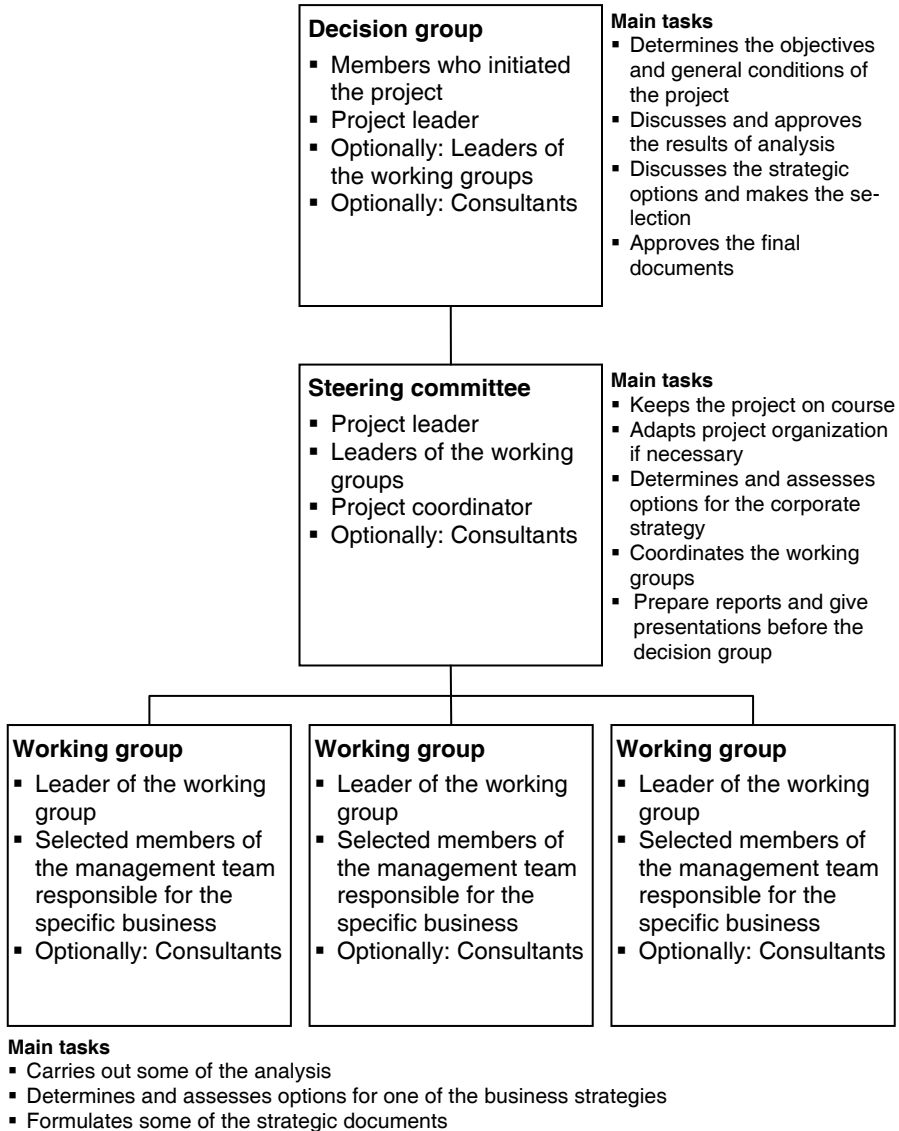 Decision group
▪ Members who initiated
the project
▪ Project leader
▪ Optionally: Leaders of
the working groups
▪ Optionally: Consultants
Main tasks
▪ Determines the objectives
and general conditions of
the project
▪ Discusses and approves
the results of analysis
▪ Discusses the strategic
options and makes the se-
lection
▪ Approves the final
documents
Steering committee
▪ Project leader
▪ Leaders of the working
groups
▪ Project coordinator
▪ Optionally: Consultants
Main tasks
▪ Keeps the project on course
▪ Adapts project organization
if necessary
▪ Determines and assesses
options for the corporate
strategy
▪ Coordinates the working
groups
▪ Prepare reports and give
presentations before the
decision group
Working group
▪ Leader of the working
group
▪ Selected members of
the management team
responsible for the
specific business
▪ Optionally: Consultants
Working group
▪ Leader of the working
group
▪ Selected members of
the management team
responsible for the
specific business
▪ Optionally: Consultants
Working group
▪ Leader of the working
group
▪ Selected members of
the management team
responsible for the
specific business
▪ Optionally: Consultants
Main tasks
▪ Carries out some of the analysis
▪ Determines and assesses options for one of the business strategies
▪ Formulates some of the strategic documents